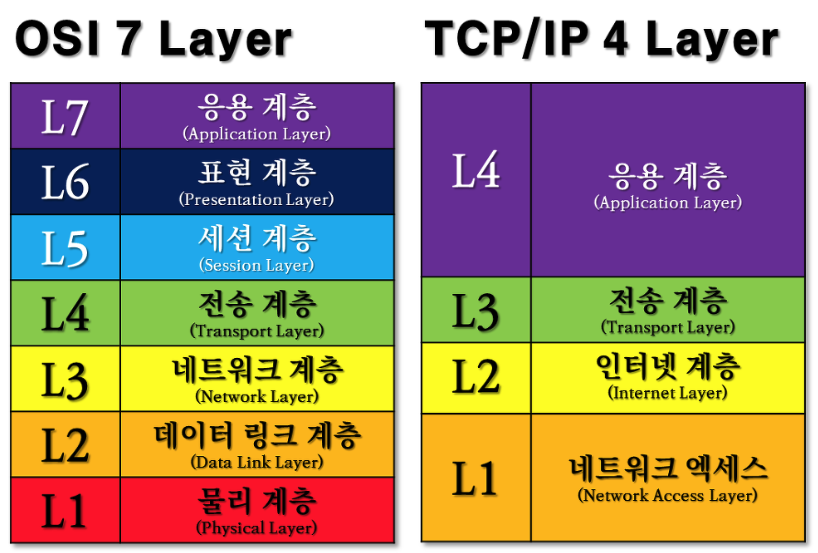 OSI 7 Layer
L7
응용 계층
(Application Layer)
L6
표현 계층
(Presentation Layer)
L5
세션 계층
(Session Layer)
L4
전송 계층
(Transport Layer)
L3
네트워크 계층
(Network Layer)
L2
데이터 링크 계층
(Data Link Layer)
L1
물리 계층
(Physical Layer)
TCP/IP 4 Layer
L4
응용 계층
(Application Layer)
L3
전송 계층
(Transport Layer)
L2
인터넷 계층
(Internet Layer)
L1
네트워크 엑세스
(Network Access Layer)